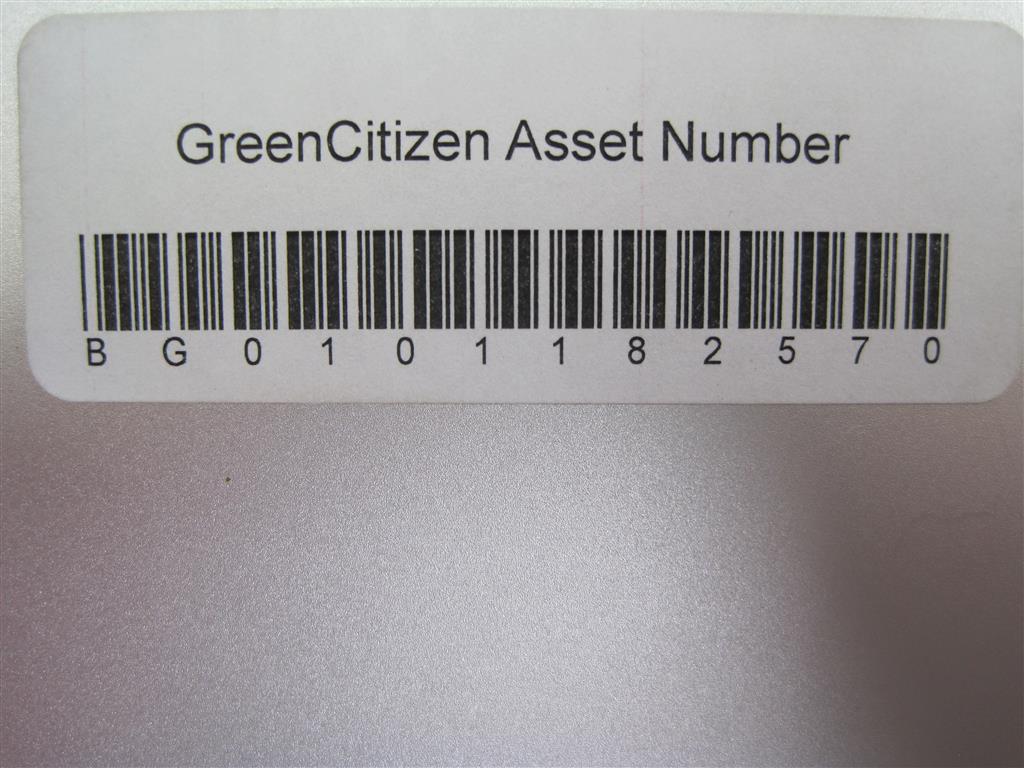 GreenCitizen Asset Number
B G 0 1 0 1 1 8 2 5 7 0